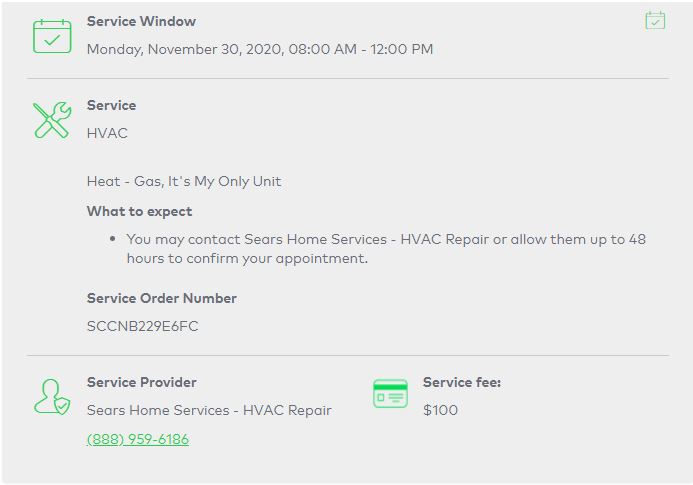 Service Window
Monday, November 30, 2020, 08:00 AM - 12:00 PM
Service
HVAC
Heat - Gas, It's My Only Unit
What to expect
• You may contact Sears Home Services - HVAC Repair or allow them up to 48
hours to confirm your appointment.
Service Order Number
SCCNB229E6FC
Service Provider
Sears Home Services - HVAC Repair
(888) 959-6186
Service fee:
$100